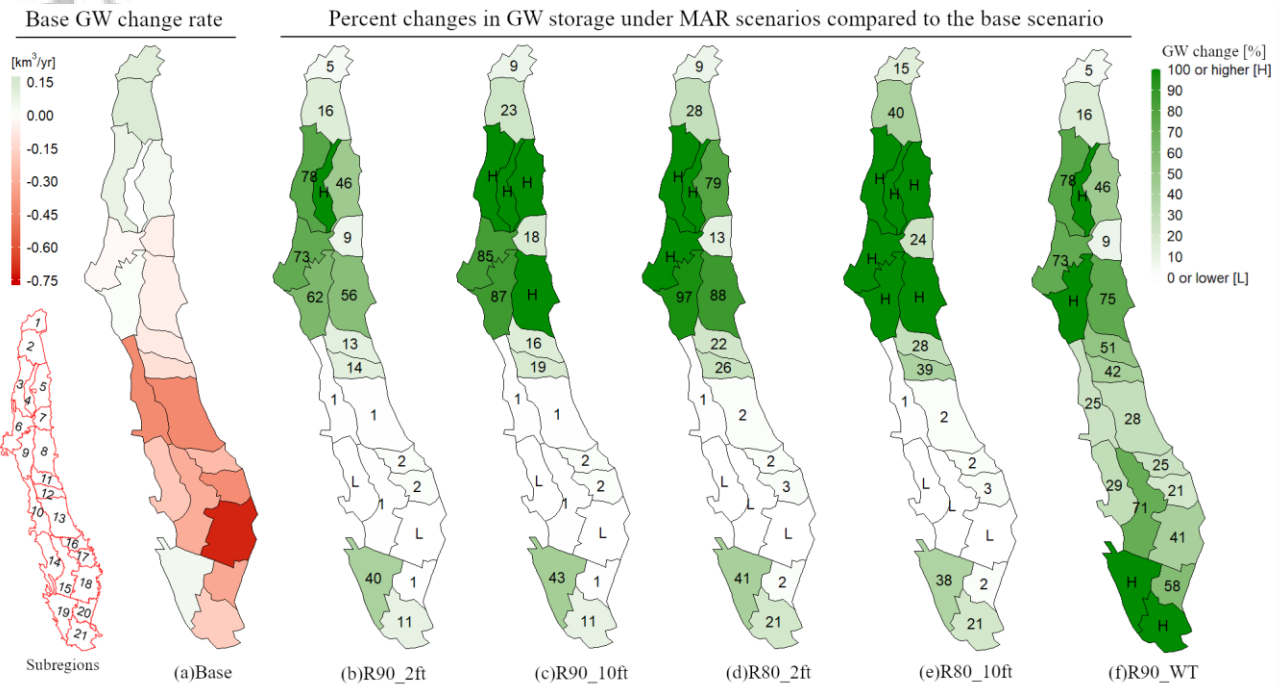 Base GW change rate
Percent changes in GW storage under MAR scenarios compared to the base scenario
[km³/yr]
0.15
0.00
-0.15
-0.30
-0.45
-0.60
-0.75
1
2
3
5
4
7
6
9
8
11
12
10
13
16
17
14
18
15
19
20
21
Subregions
(a)Base
5
16
78
H
46
9
73
62
56
13
14
1
1
2
2
L
1
L
40
1
11
(b)R90_2ft
9
23
H
H
H
18
85
87
H
16
19
1
1
2
2
L
1
L
43
1
11
(c)R90_10ft
9
28
H
H
79
13
H
97
88
22
26
1
2
2
3
L
L
L
41
2
21
(d)R80_2ft
15
40
H
H
H
24
H
H
H
28
39
1
2
2
3
L
L
L
38
2
21
(e)R80_10ft
5
16
78
H
46
9
73
H
75
51
42
25
28
25
21
29
71
41
H
58
H
(f)R90_WT
GW change [%]
100 or higher [H]
90
80
70
60
50
40
30
20
10
0 or lower [L]